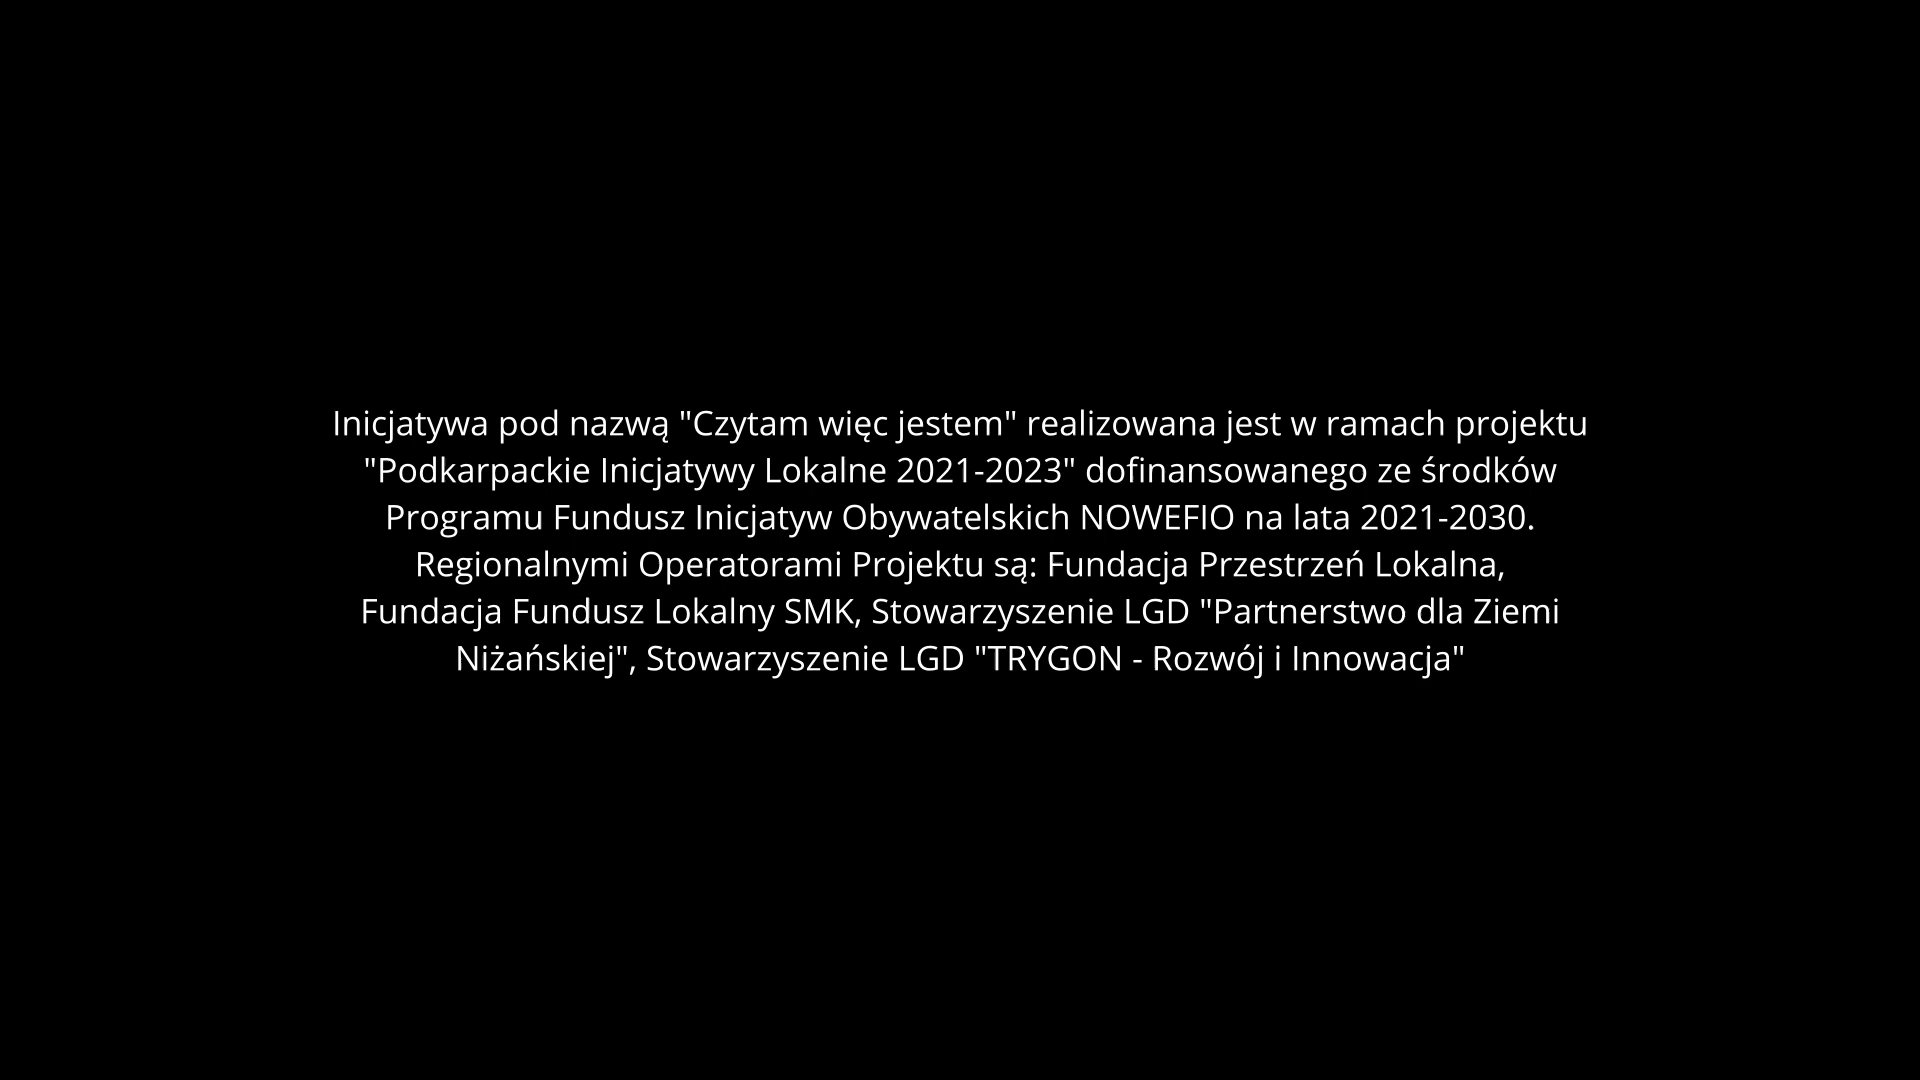 Inicjatywa pod nazwą "Czytam więc jestem" realizowana jest w ramach projektu
"Podkarpackie Inicjatywy Lokalne 2021-2023" dofinansowanego ze środków
Programu Fundusz Inicjatyw Obywatelskich NOWEFIO na lata 2021-2030.
Regionalnymi Operatorami Projektu są: Fundacja Przestrzeń Lokalna,
Fundacja Fundusz Lokalny SMK, Stowarzyszenie LGD "Partnerstwo dla Ziemi
Niżańskiej", Stowarzyszenie LGD "TRYGON - Rozwój i Innowacja"